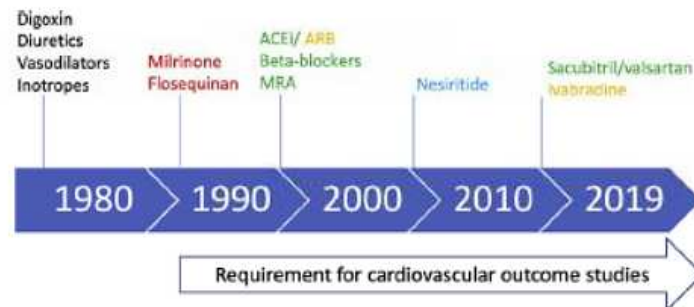 Digoxin
Diuretics
Vasodilators
Inotropes
Milrinone
Flosequinan
ACEi/ ARB
Beta-blockers
MRA
Nesiritide
Sacubitril/valsartan
Ivabradine
1980
1990
2000
2010
2019
Requirement for cardiovascular outcome studies